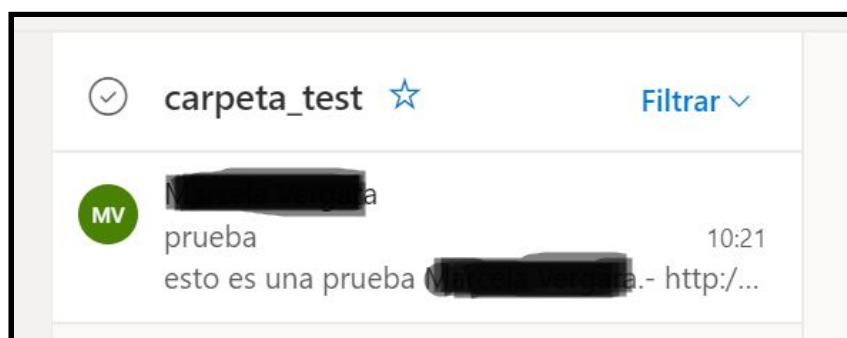 carpeta_test Filtrar
MV
prueba 10:21
esto es una prueba .- http:/...